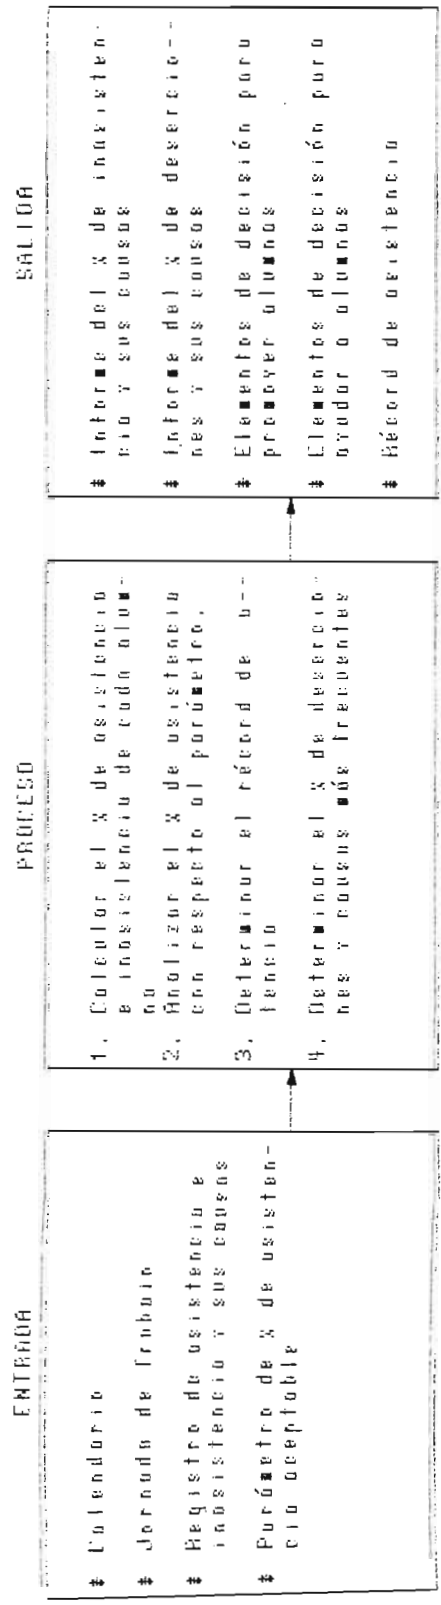 ENTRADA
# Calendario
# Jornada de Trabajo
# Registro de asistencia e
inasistencia y sus causas
# Parámetro de % de asisten-
cia aceptable
PROCESO
1. Calcular el % de asistencia
e inasistencia de cada alum-
no
2. Analizar el % de asistencia
con respecto al parámetro.
3. Determinar el récord de a--
tencia
4. Determinar el % de desercio-
nes y causas más frecuentes
SALIDA
# Informe del % de inasisten-
cia y sus causas
# Informe del % de desercio--
nes y sus causas
# Elementos de decisión para
promover alumnos
# Elementos de decisión para
ayudar a alumnos
# Récord de asistencia